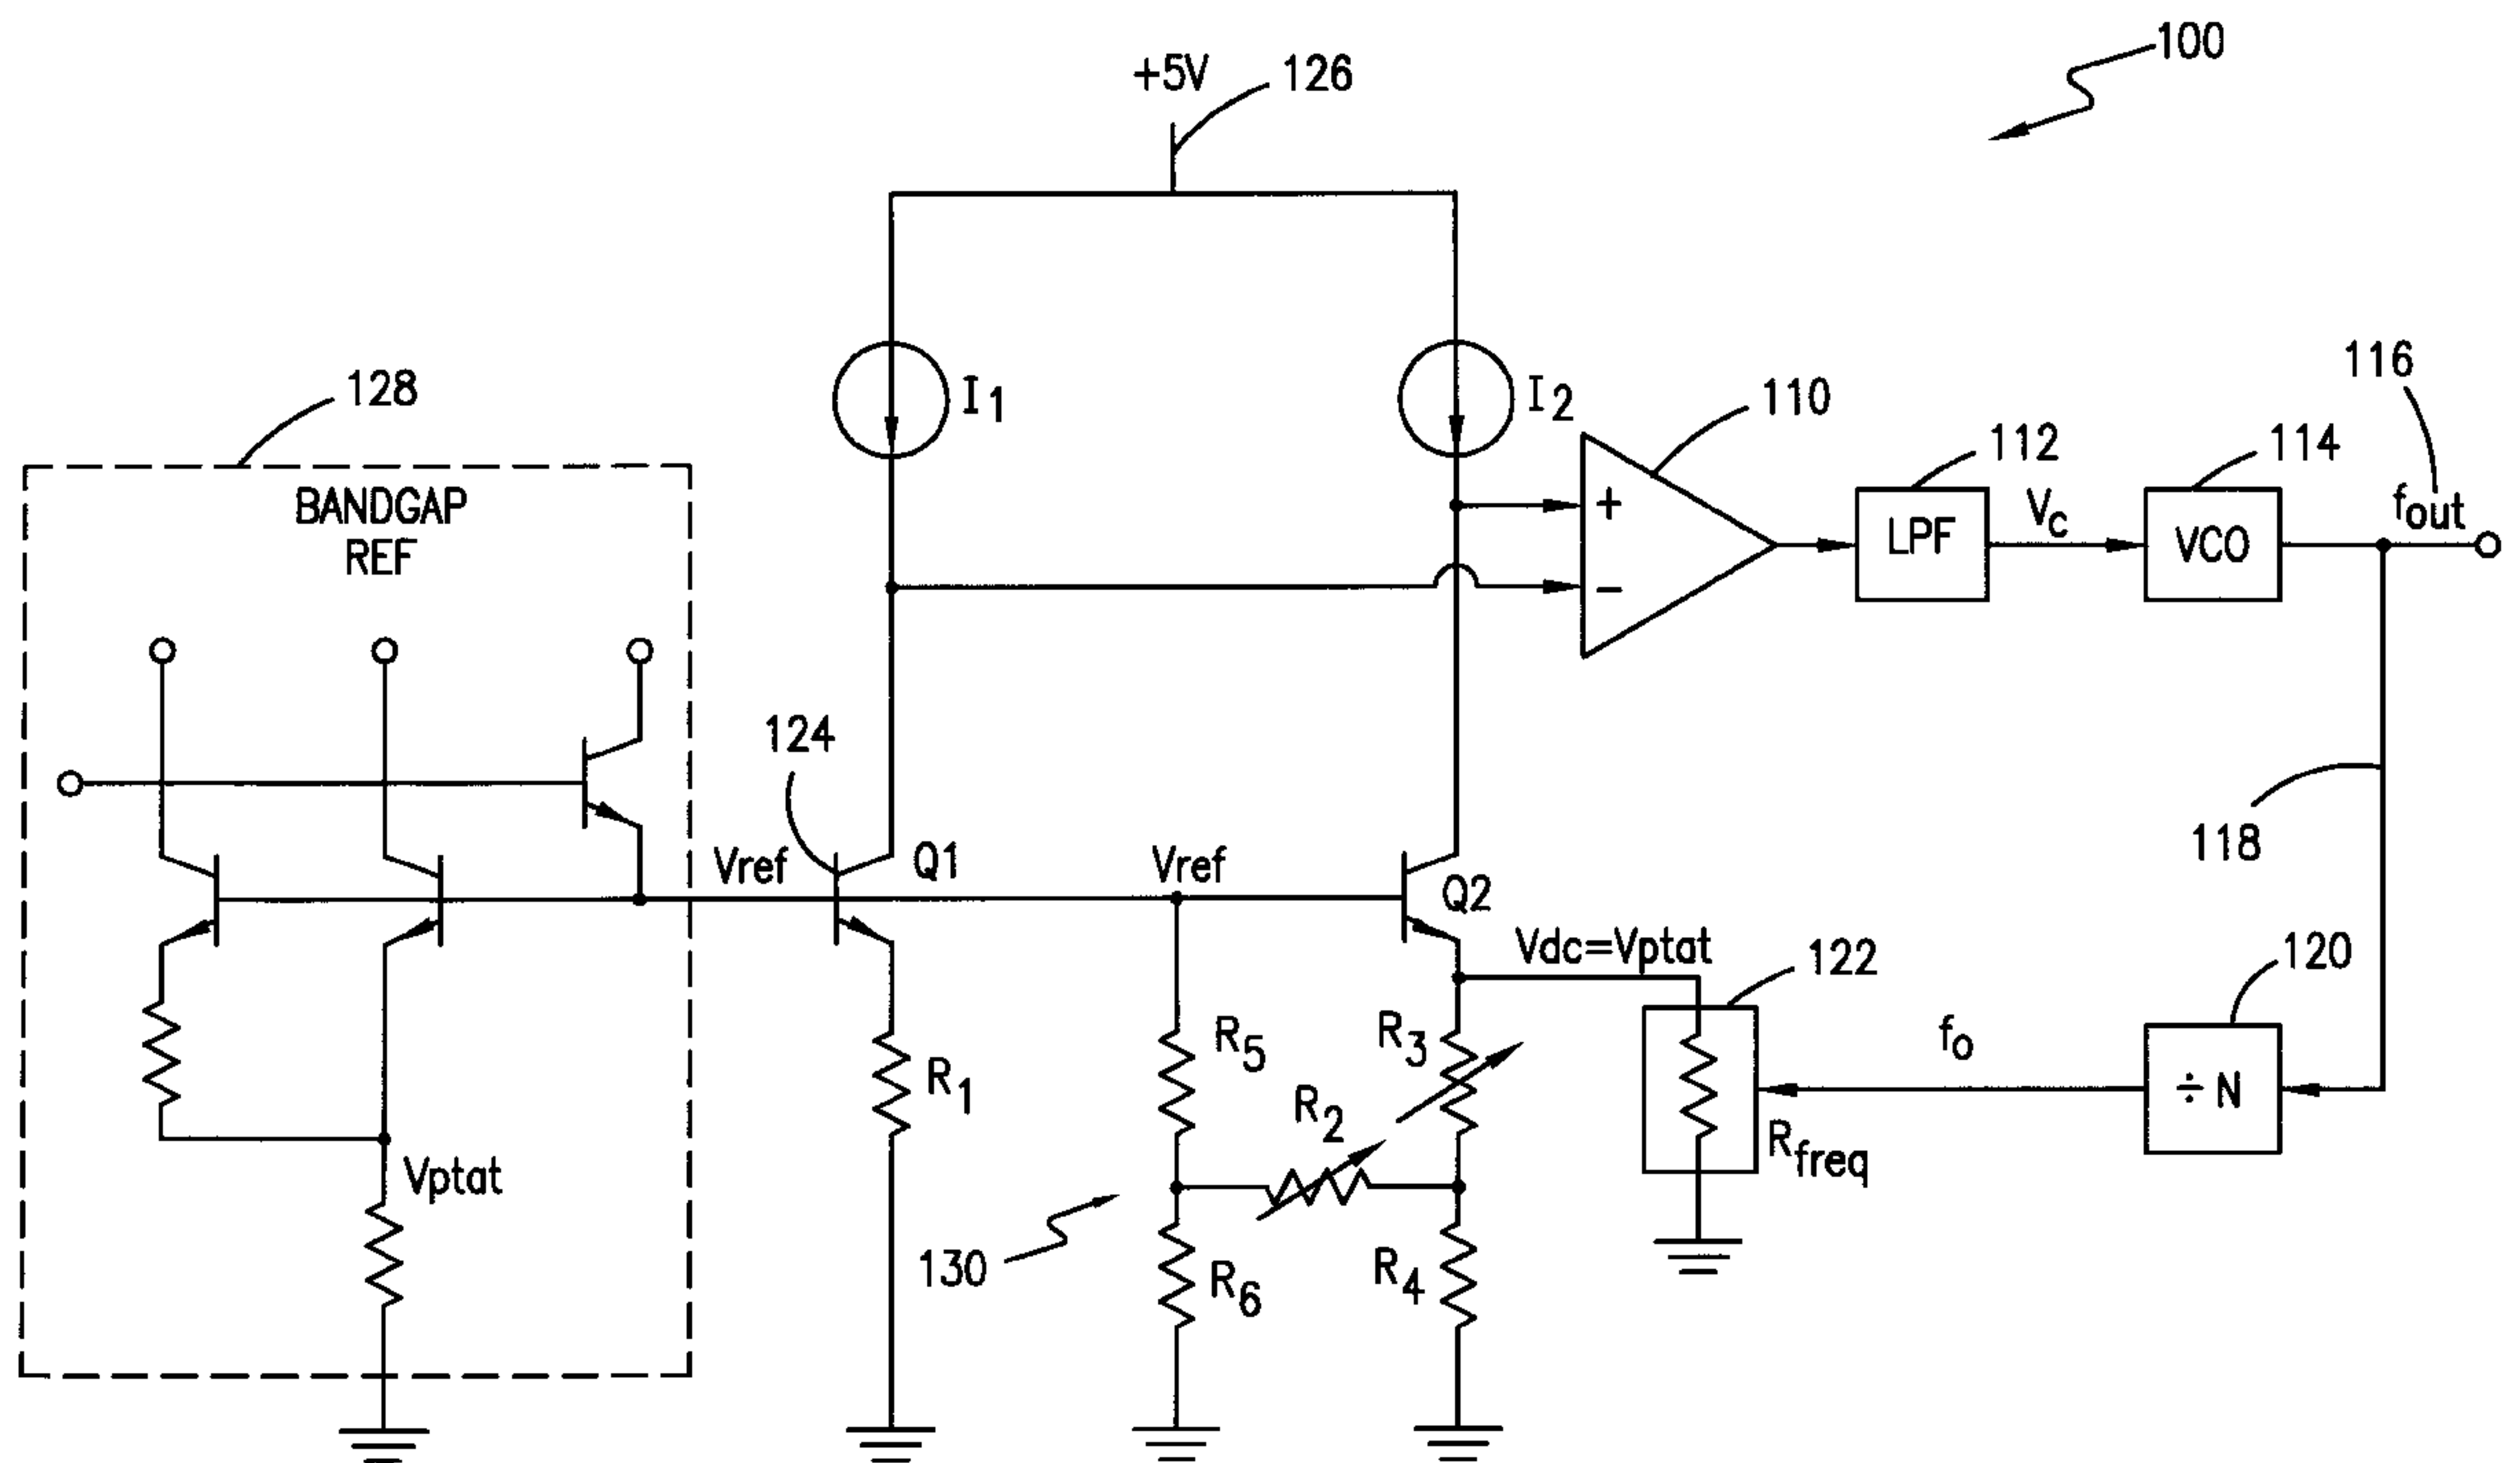 100
+5V
126
116
128
I1
I2
110
112
114
fout
BANDGAP
REF
+
-
LPF
Vc
VCO
124
118
Vref
Q1
Vref
Q2
Vdc=Vptat
122
120
R5
R3
fo
R1
÷ N
R2
Rfreq
Vptat
130
R6
R4